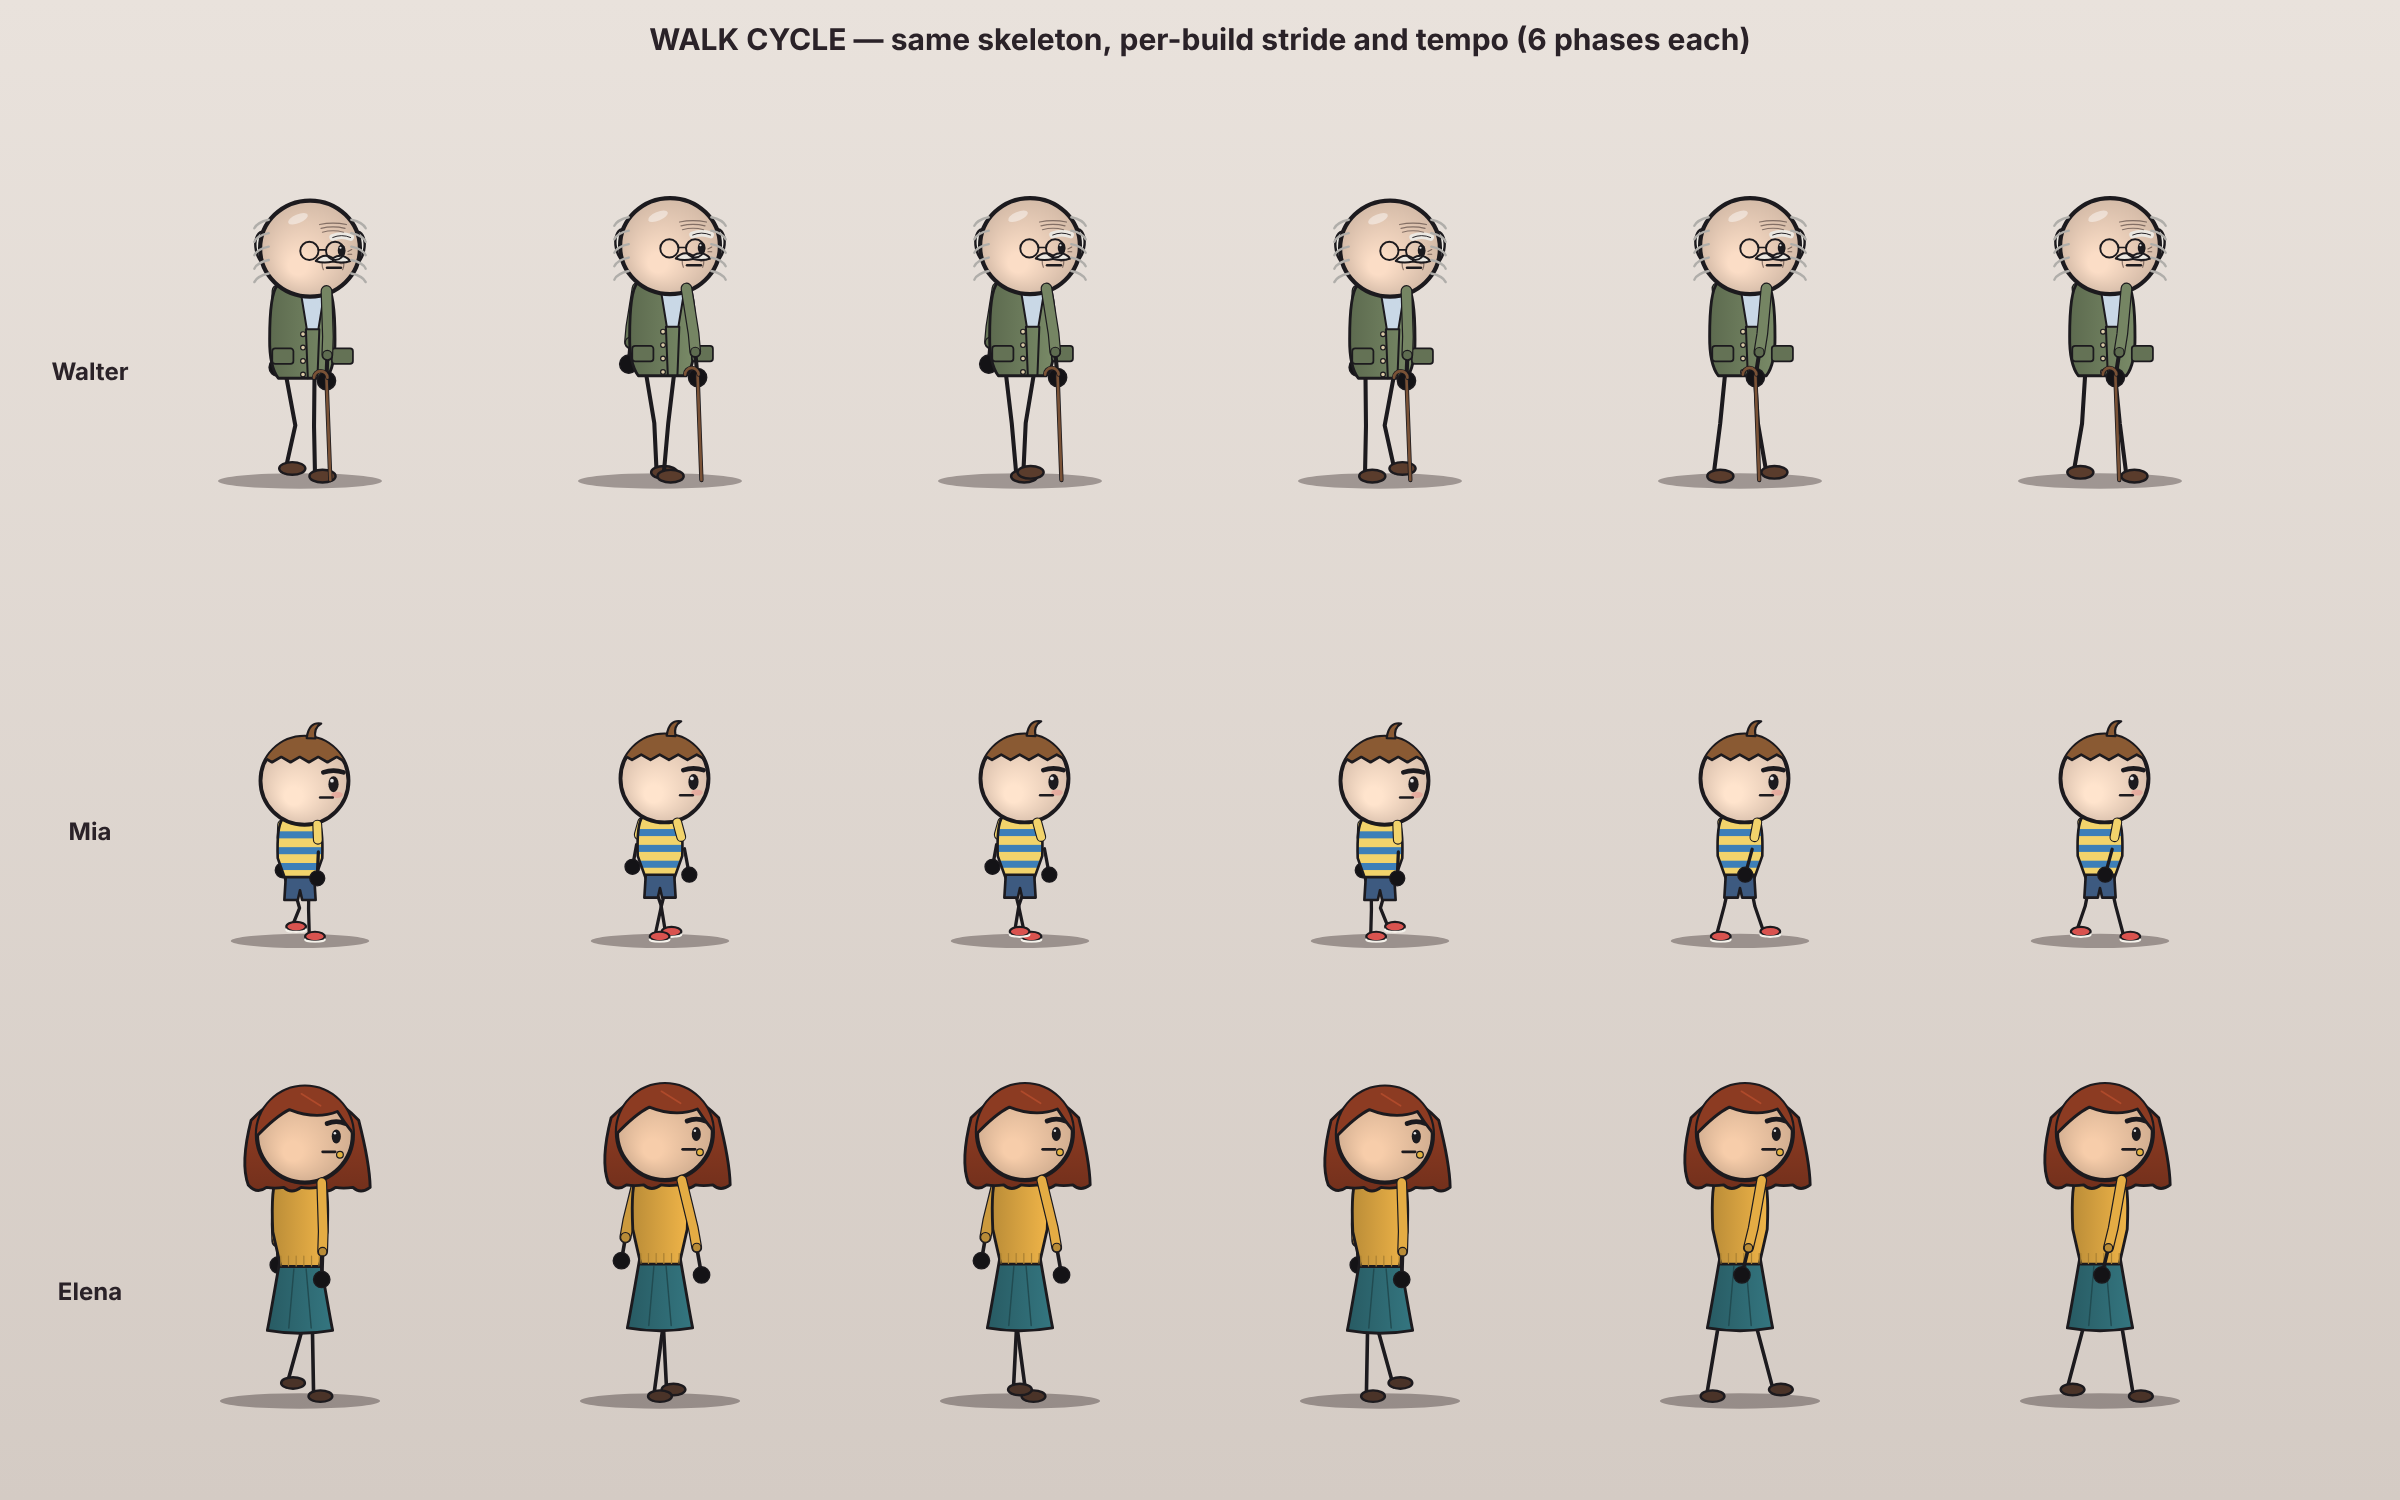 WALK CYCLE — same skeleton, per-build stride and tempo (6 phases each)
Walter
Mia
Elena